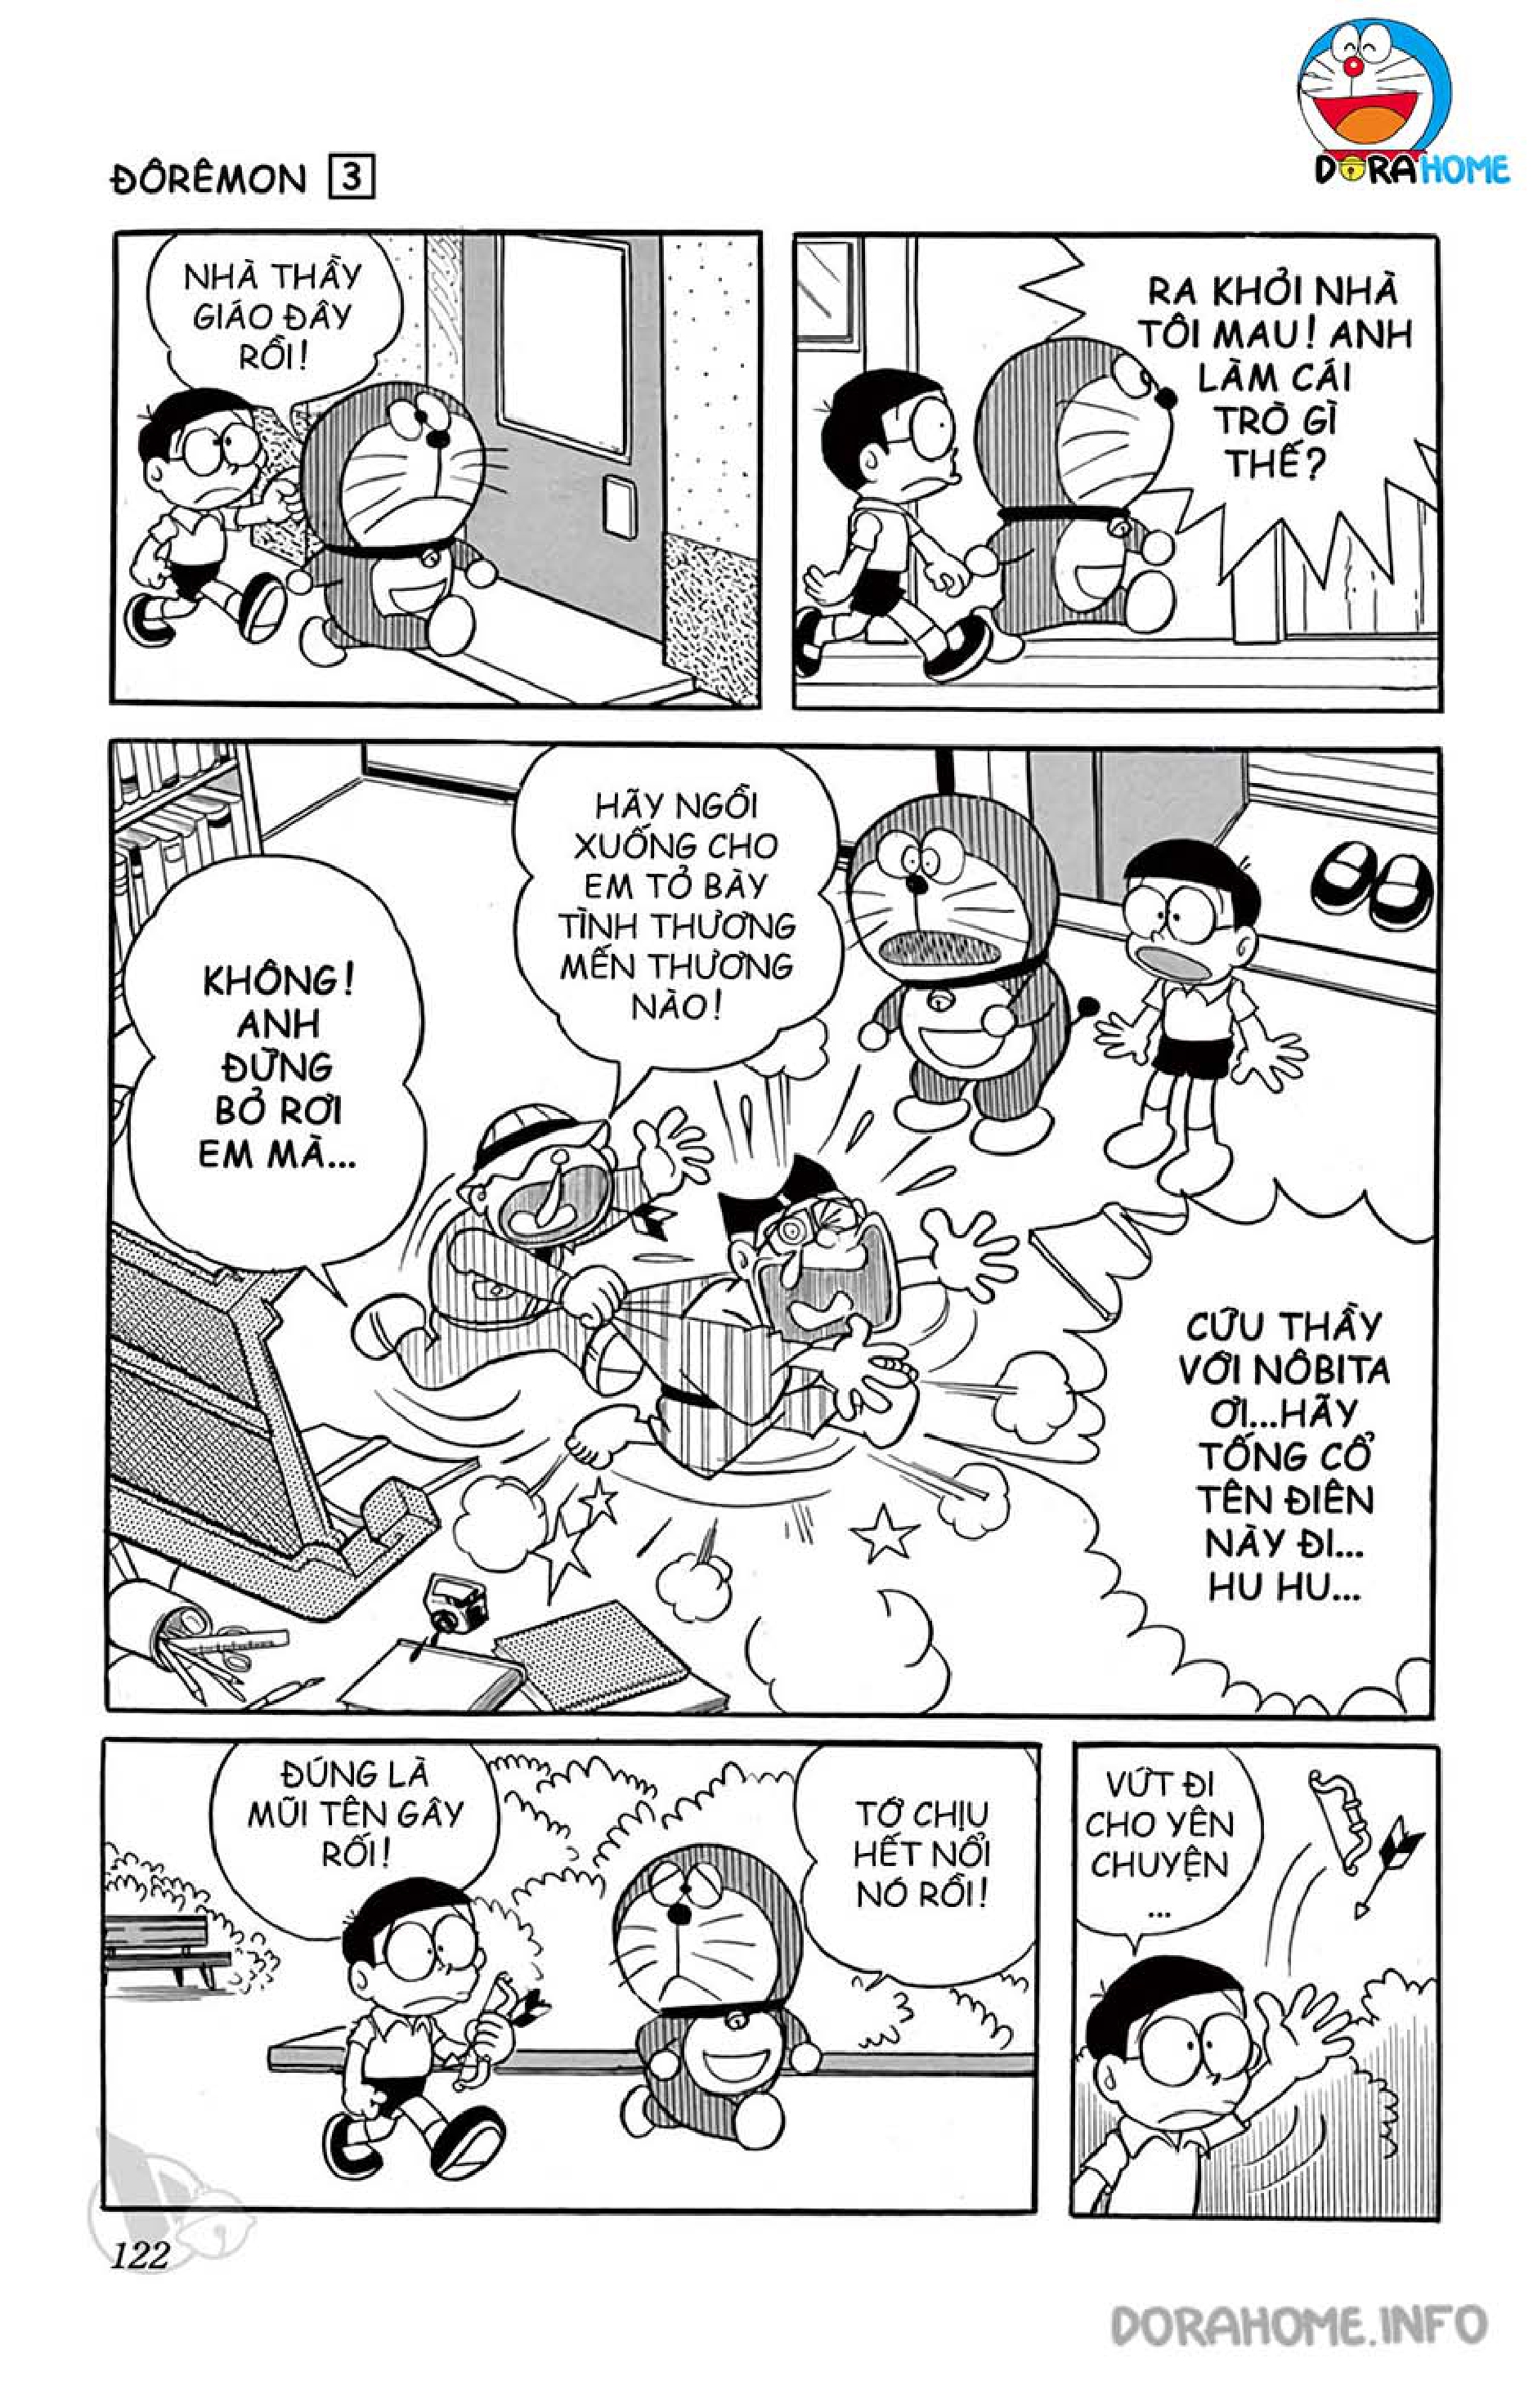 DORAHOME
ĐÔRÊMON 3
NHÀ THẦY
GIÁO ĐÂY
RỒI!
RA KHỎI NHÀ
TÔI MAU! ANH
LÀM CÁI
TRÒ GÌ
THẾ?
HÃY NGỒI
XUỐNG CHO
EM TỎ BÀY
TÌNH THƯƠNG
MẾN THƯƠNG
NÀO!
KHÔNG!
ANH
ĐỪNG
BỎ RƠI
EM MÀ...
CỨU THẦY
VỚI NÔBITA
ƠI...HÃY
TỐNG CỔ
TÊN ĐIÊN
NÀY ĐI...
HU HU...
ĐÚNG LÀ
MŨI TÊN GÂY
RỐI!
TỚ CHỊU
HẾT NỔI
NÓ RỒI!
VỨT ĐI
CHO YÊN
CHUYỆN
...
122
DORAHOME.INFO